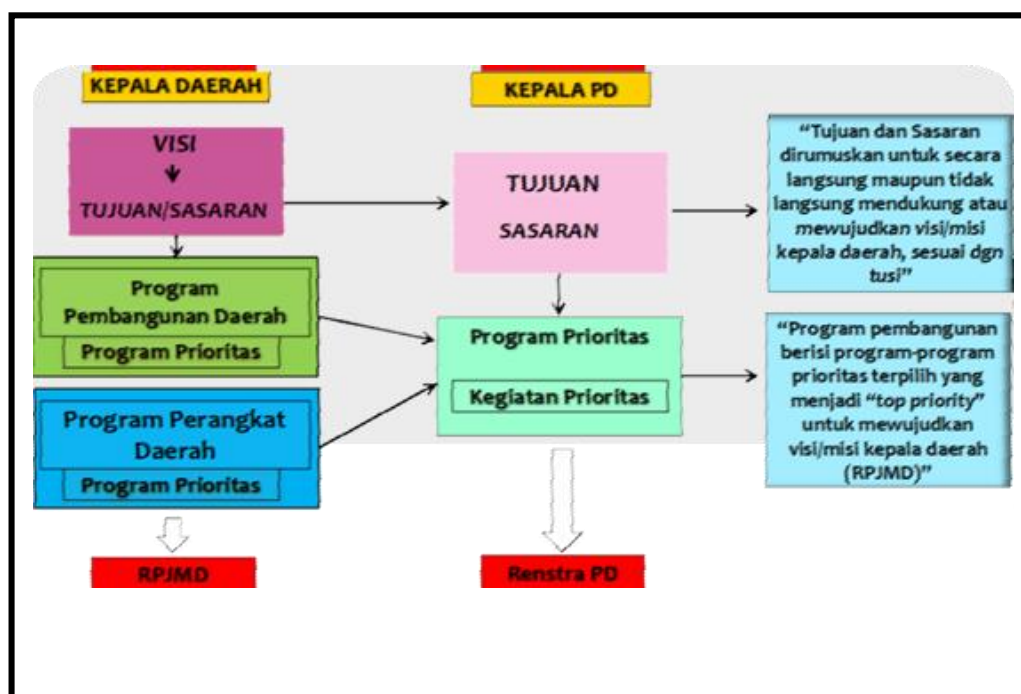 KEPALA DAERAH
VISI
TUJUAN/SASARAN
Program
Pembangunan Daerah
Program Prioritas
Program Perangkat
Daerah
Program Prioritas
RPJMD
KEPALA PD
TUJUAN
SASARAN
Program Prioritas
Kegiatan Prioritas
Renstra PD
“Tujuan dan Sasaran
dirumuskan untuk secara
langsung maupun tidak
langsung mendukung atau
mewujudkan visi/misi
kepala daerah, sesuai dgn
tusi”
“Program pembangunan
berisi program-program
prioritas terpilih yang
menjadi “top priority”
untuk mewujudkan
visi/misi kepala daerah
(RPJMD)”